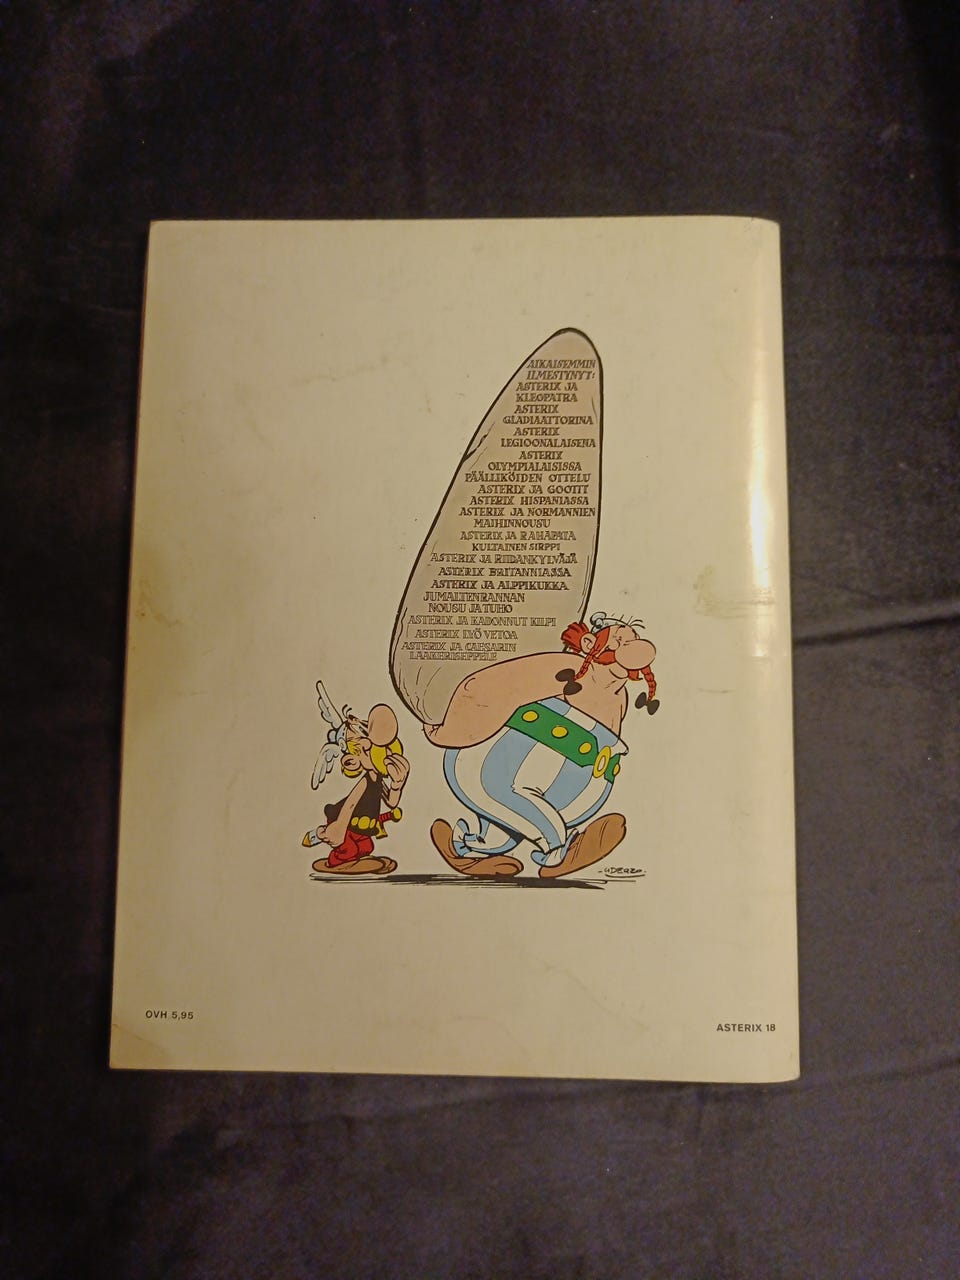 AIKAISEMMIN
ILMESTYNYT:
ASTERIX JA
KLEOPATRA
ASTERIX
GLADIAATTORINA
ASTERIX
LEGIOONALAISENA
ASTERIX
OLYMPIALAISISSA
PÄÄLLIKÖIDEN OTTELU
ASTERIX JA GOOTIT
ASTERIX HISPANIASSA
ASTERIX JA NORMANNIEN
MAIHINNOUSU
ASTERIX JA RAHAPATA
KULTAINEN SIRPPI
ASTERIX JA RIIDANKYLVÄJÄ
ASTERIX BRITANNIASSA
ASTERIX JA ALPPIKUKKA
JUMALTENRANNAN
NOUSU JA TUHO
ASTERIX JA KADONNUT KILPI
ASTERIX LYÖ VETOA
ASTERIX JA CAESARIN
LAAKERISEPPELE
-UDERZO-
OVH 5,95
ASTERIX 18